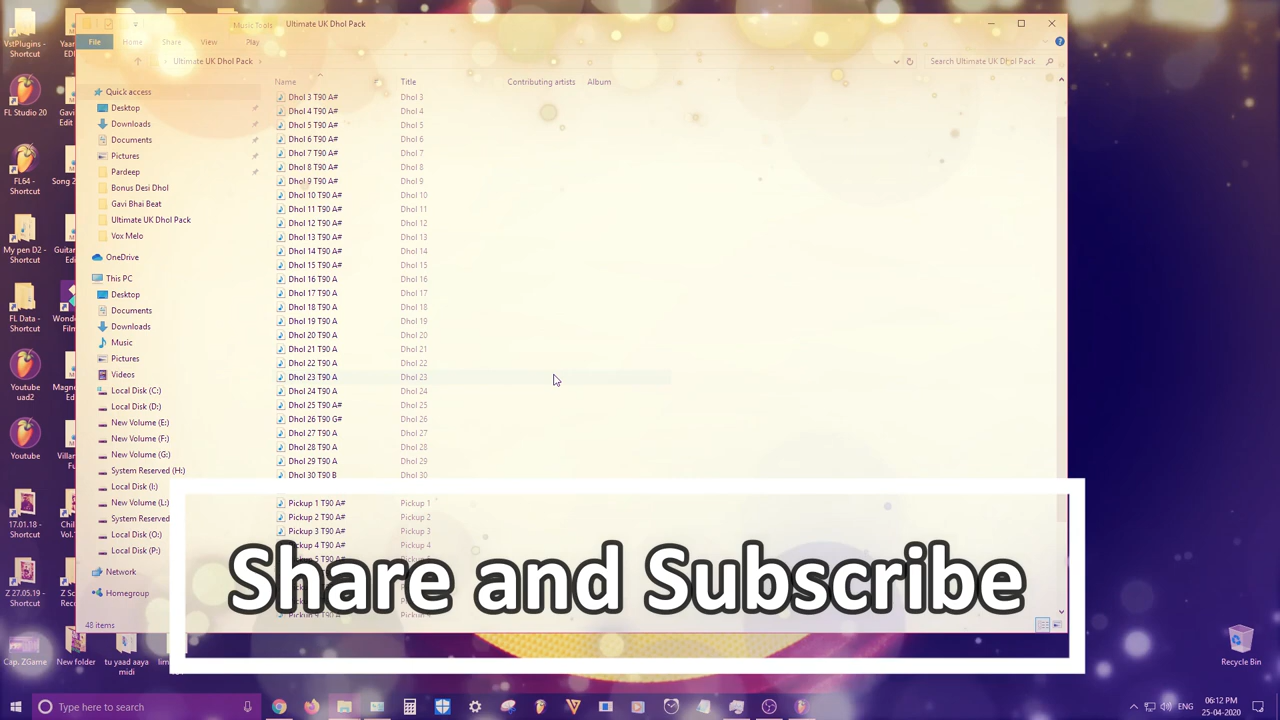 VstPlugins -
Shortcut
FL Studio 20
FL64 -
Shortcut
My pen D2 -
Shortcut
FL Data -
Shortcut
Youtube
uad2
Youtube
17.01.18 -
Shortcut
Z 27.05.19 -
Shortcut
Cap. ZGame
New folder
tu yaad aaya
midi
Music Tools
Ultimate UK Dhol Pack
File
Home
Share
View
Play
Ultimate UK Dhol Pack
Search Ultimate UK Dhol Pack
Name
#
Title
Contributing artists
Album
Quick access
Desktop
Downloads
Documents
Pictures
Pardeep
Bonus Desi Dhol
Gavi Bhai Beat
Ultimate UK Dhol Pack
Vox Melo
OneDrive
This PC
Desktop
Documents
Downloads
Music
Pictures
Videos
Local Disk (C:)
Local Disk (D:)
New Volume (E:)
New Volume (F:)
New Volume (G:)
System Reserved (H:)
Local Disk (I:)
New Volume (L:)
System Reserved
Local Disk (O:)
Local Disk (P:)
Network
Homegroup
Dhol 3 T90 A# Dhol 3
Dhol 4 T90 A# Dhol 4
Dhol 5 T90 A# Dhol 5
Dhol 6 T90 A# Dhol 6
Dhol 7 T90 A# Dhol 7
Dhol 8 T90 A# Dhol 8
Dhol 9 T90 A# Dhol 9
Dhol 10 T90 A# Dhol 10
Dhol 11 T90 A# Dhol 11
Dhol 12 T90 A# Dhol 12
Dhol 13 T90 A# Dhol 13
Dhol 14 T90 A# Dhol 14
Dhol 15 T90 A# Dhol 15
Dhol 16 T90 A Dhol 16
Dhol 17 T90 A Dhol 17
Dhol 18 T90 A Dhol 18
Dhol 19 T90 A Dhol 19
Dhol 20 T90 A Dhol 20
Dhol 21 T90 A Dhol 21
Dhol 22 T90 A Dhol 22
Dhol 23 T90 A Dhol 23
Dhol 24 T90 A Dhol 24
Dhol 25 T90 A# Dhol 25
Dhol 26 T90 G# Dhol 26
Dhol 27 T90 A Dhol 27
Dhol 28 T90 A Dhol 28
Dhol 29 T90 A Dhol 29
Dhol 30 T90 B Dhol 30
Pickup 1 T90 A# Pickup 1
Pickup 2 T90 A# Pickup 2
Pickup 3 T90 A# Pickup 3
Pickup 4 T90 A# Pickup 4
Share and Subscribe
48 items
Recycle Bin
Type here to search
ENG
06:12 PM
25-04-2020